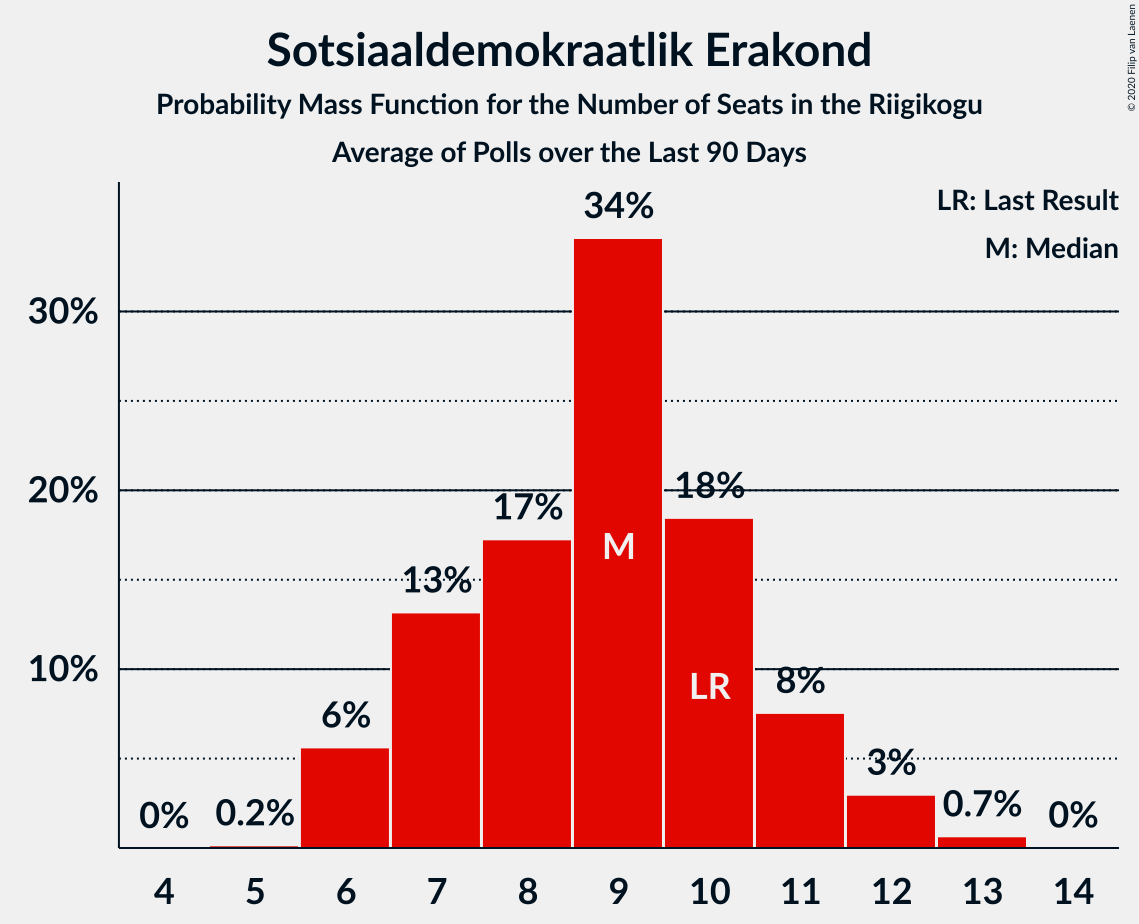 Sotsiaaldemokraatlik Erakond
Probability Mass Function for the Number of Seats in the Riigikogu
Average of Polls over the Last 90 Days
© 2020 Filip van Laenen
LR: Last Result
M: Median
30%
20%
10%
0%
0.2%
6%
13%
17%
34%
18%
8%
3%
0.7%
0%
M
LR
4 5 6 7 8 9 10 11 12 13 14